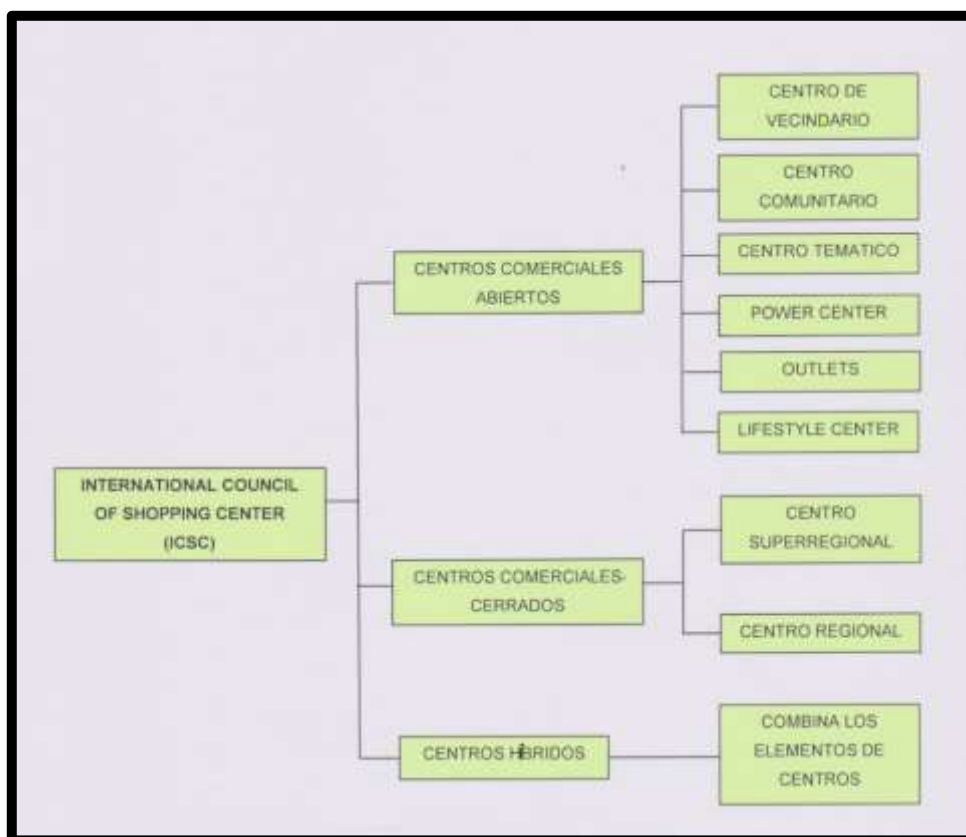 CENTRO DE
VECINDARIO
CENTRO
COMUNITARIO
CENTROS COMERCIALES
ABIERTOS
CENTRO TEMATICO
POWER CENTER
OUTLETS
LIFESTYLE CENTER
INTERNATIONAL COUNCIL
OF SHOPPING CENTER
(ICSC)
CENTROS COMERCIALES-
CERRADOS
CENTRO
SUPERREGIONAL
CENTRO REGIONAL
CENTROS HÍBRIDOS
COMBINA LOS
ELEMENTOS DE
CENTROS